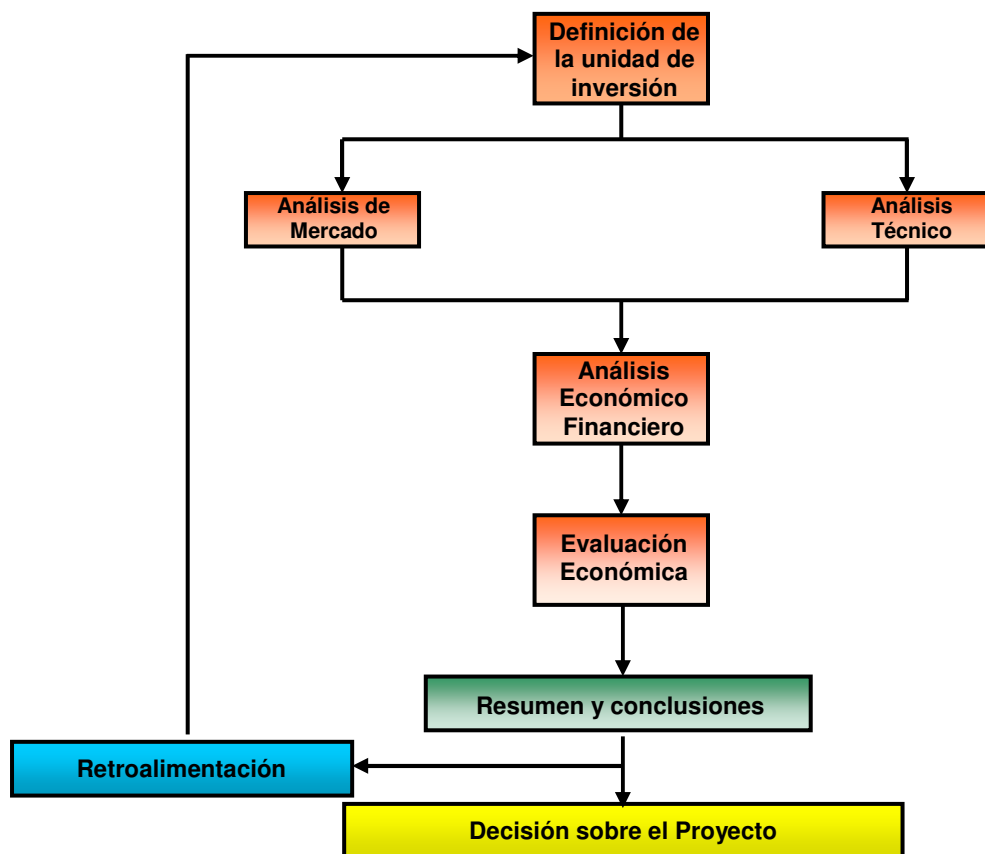 Definición de
la unidad de
inversión
Análisis de
Mercado
Análisis
Técnico
Análisis
Económico
Financiero
Evaluación
Económica
Resumen y conclusiones
Retroalimentación
Decisión sobre el Proyecto